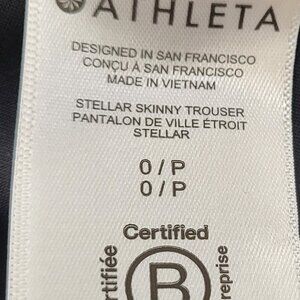 ATHLETA
DESIGNED IN SAN FRANCISCO
CONÇU À SAN FRANCISCO
MADE IN VIETNAM
STELLAR SKINNY TROUSER
PANTALON DE VILLE ÉTROIT
STELLAR
0 / P
0 / P
Certified
B